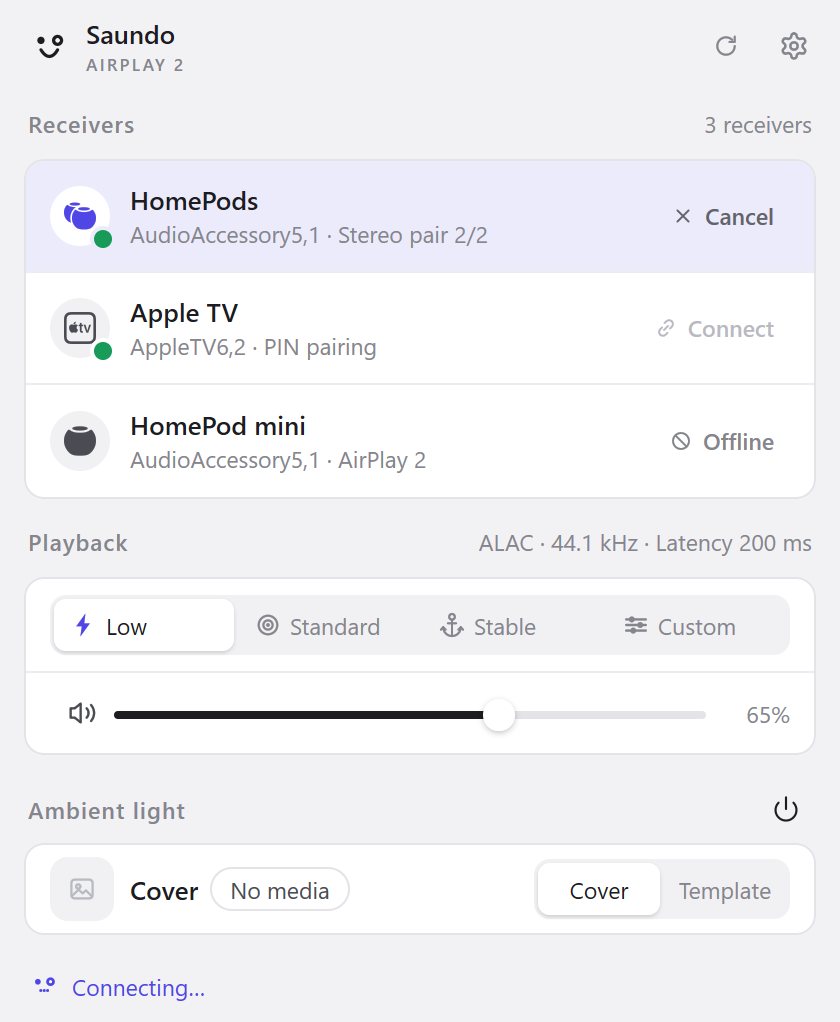 Saundo
AIRPLAY 2
Receivers
3 receivers
HomePods
AudioAccessory5,1 · Stereo pair 2/2
Cancel
Apple TV
AppleTV6,2 · PIN pairing
tv
Connect
HomePod mini
AudioAccessory5,1 · AirPlay 2
Offline
Playback
ALAC · 44.1 kHz · Latency 200 ms
Low
Standard
Stable
Custom
65%
Ambient light
Cover
No media
Cover
Template
Connecting...